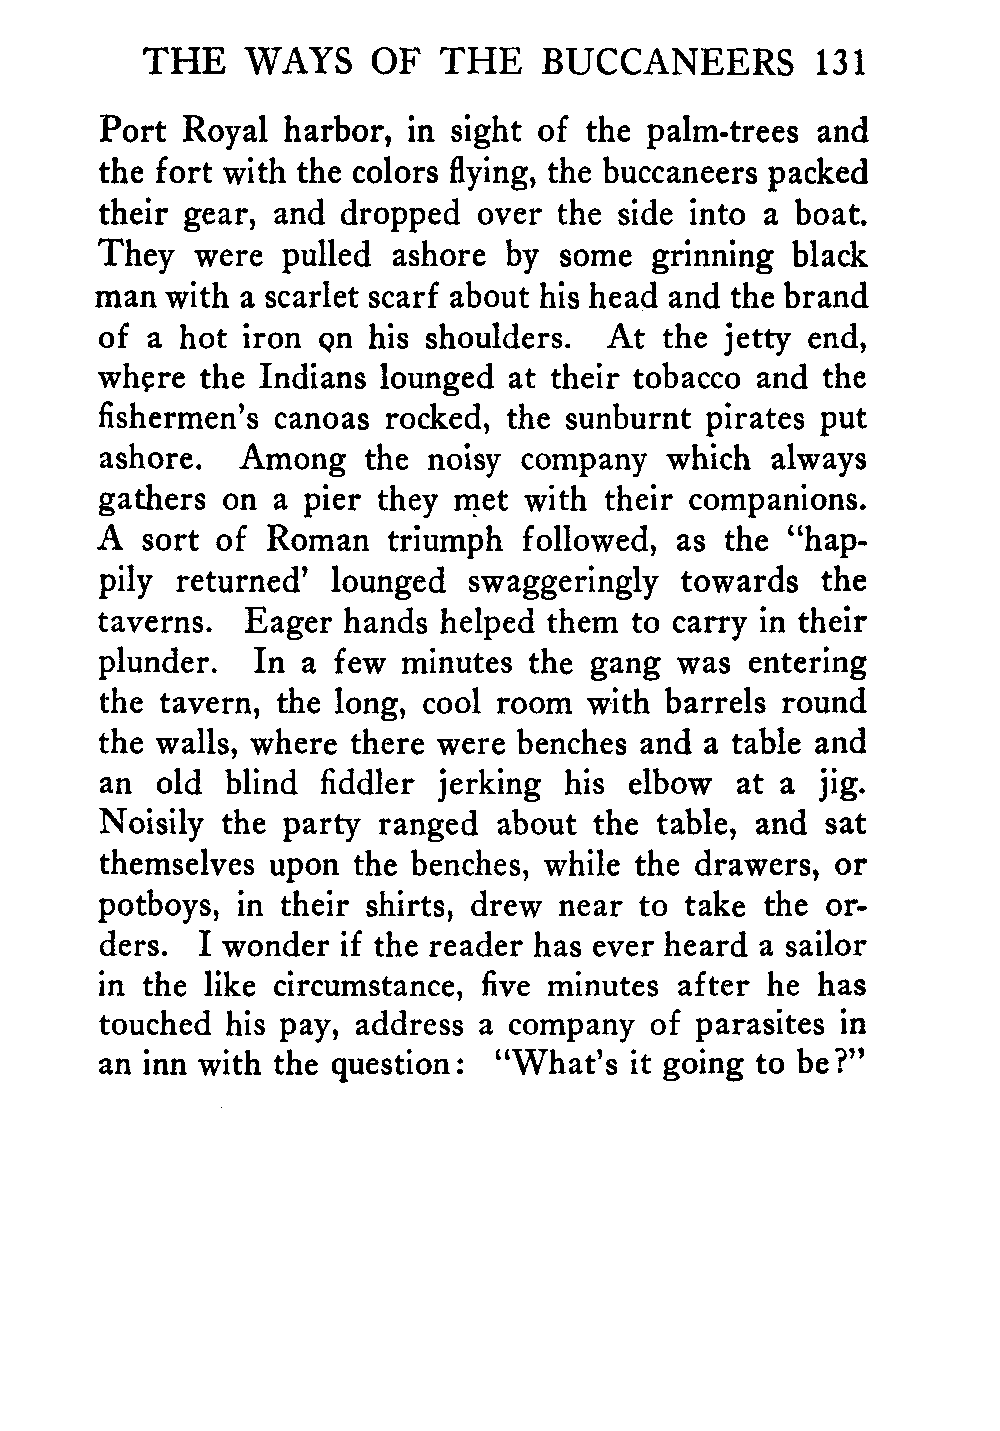 THE WAYS OF THE BUCCANEERS 131
Port Royal harbor, in sight of the palm-trees and
the fort with the colors flying, the buccaneers packed
their gear, and dropped over the side into a boat.
They were pulled ashore by some grinning black
man with a scarlet scarf about his head and the brand
of a hot iron on his shoulders. At the jetty end,
where the Indians lounged at their tobacco and the
fishermen's canoas rocked, the sunburnt pirates put
ashore. Among the noisy company which always
gathers on a pier they met with their companions.
A sort of Roman triumph followed, as the "hap-
pily returned' lounged swaggeringly towards the
taverns. Eager hands helped them to carry in their
plunder. In a few minutes the gang was entering
the tavern, the long, cool room with barrels round
the walls, where there were benches and a table and
an old blind fiddler jerking his elbow at a jig.
Noisily the party ranged about the table, and sat
themselves upon the benches, while the drawers, or
potboys, in their shirts, drew near to take the or-
ders. I wonder if the reader has ever heard a sailor
in the like circumstance, five minutes after he has
touched his pay, address a company of parasites in
an inn with the question: "What's it going to be?"